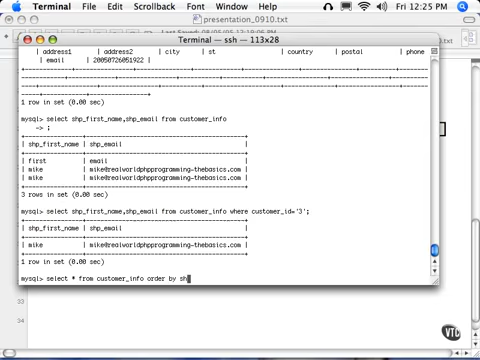 Terminal File Edit Scrollback Font Window Help Fri 12:25 PM
presentation_0910.txt
Terminal — ssh — 113x28
| address1 | address2 | city | st | country | postal | phone
| email | 20050726051922 |
1 row in set (0.00 sec)
mysql> select shp_first_name,shp_email from customer_info
-> ;
| shp_first_name | shp_email |
| first | email |
| mike | mike@realworldphpprogramming-thebasics.com |
| mike | mike@realworldphpprogramming-thebasics.com |
3 rows in set (0.00 sec)
mysql> select shp_first_name,shp_email from customer_info where customer_id='3';
| shp_first_name | shp_email |
| mike | mike@realworldphpprogramming-thebasics.com |
1 row in set (0.00 sec)
mysql> select * from customer_info order by sh
33
34
VTC